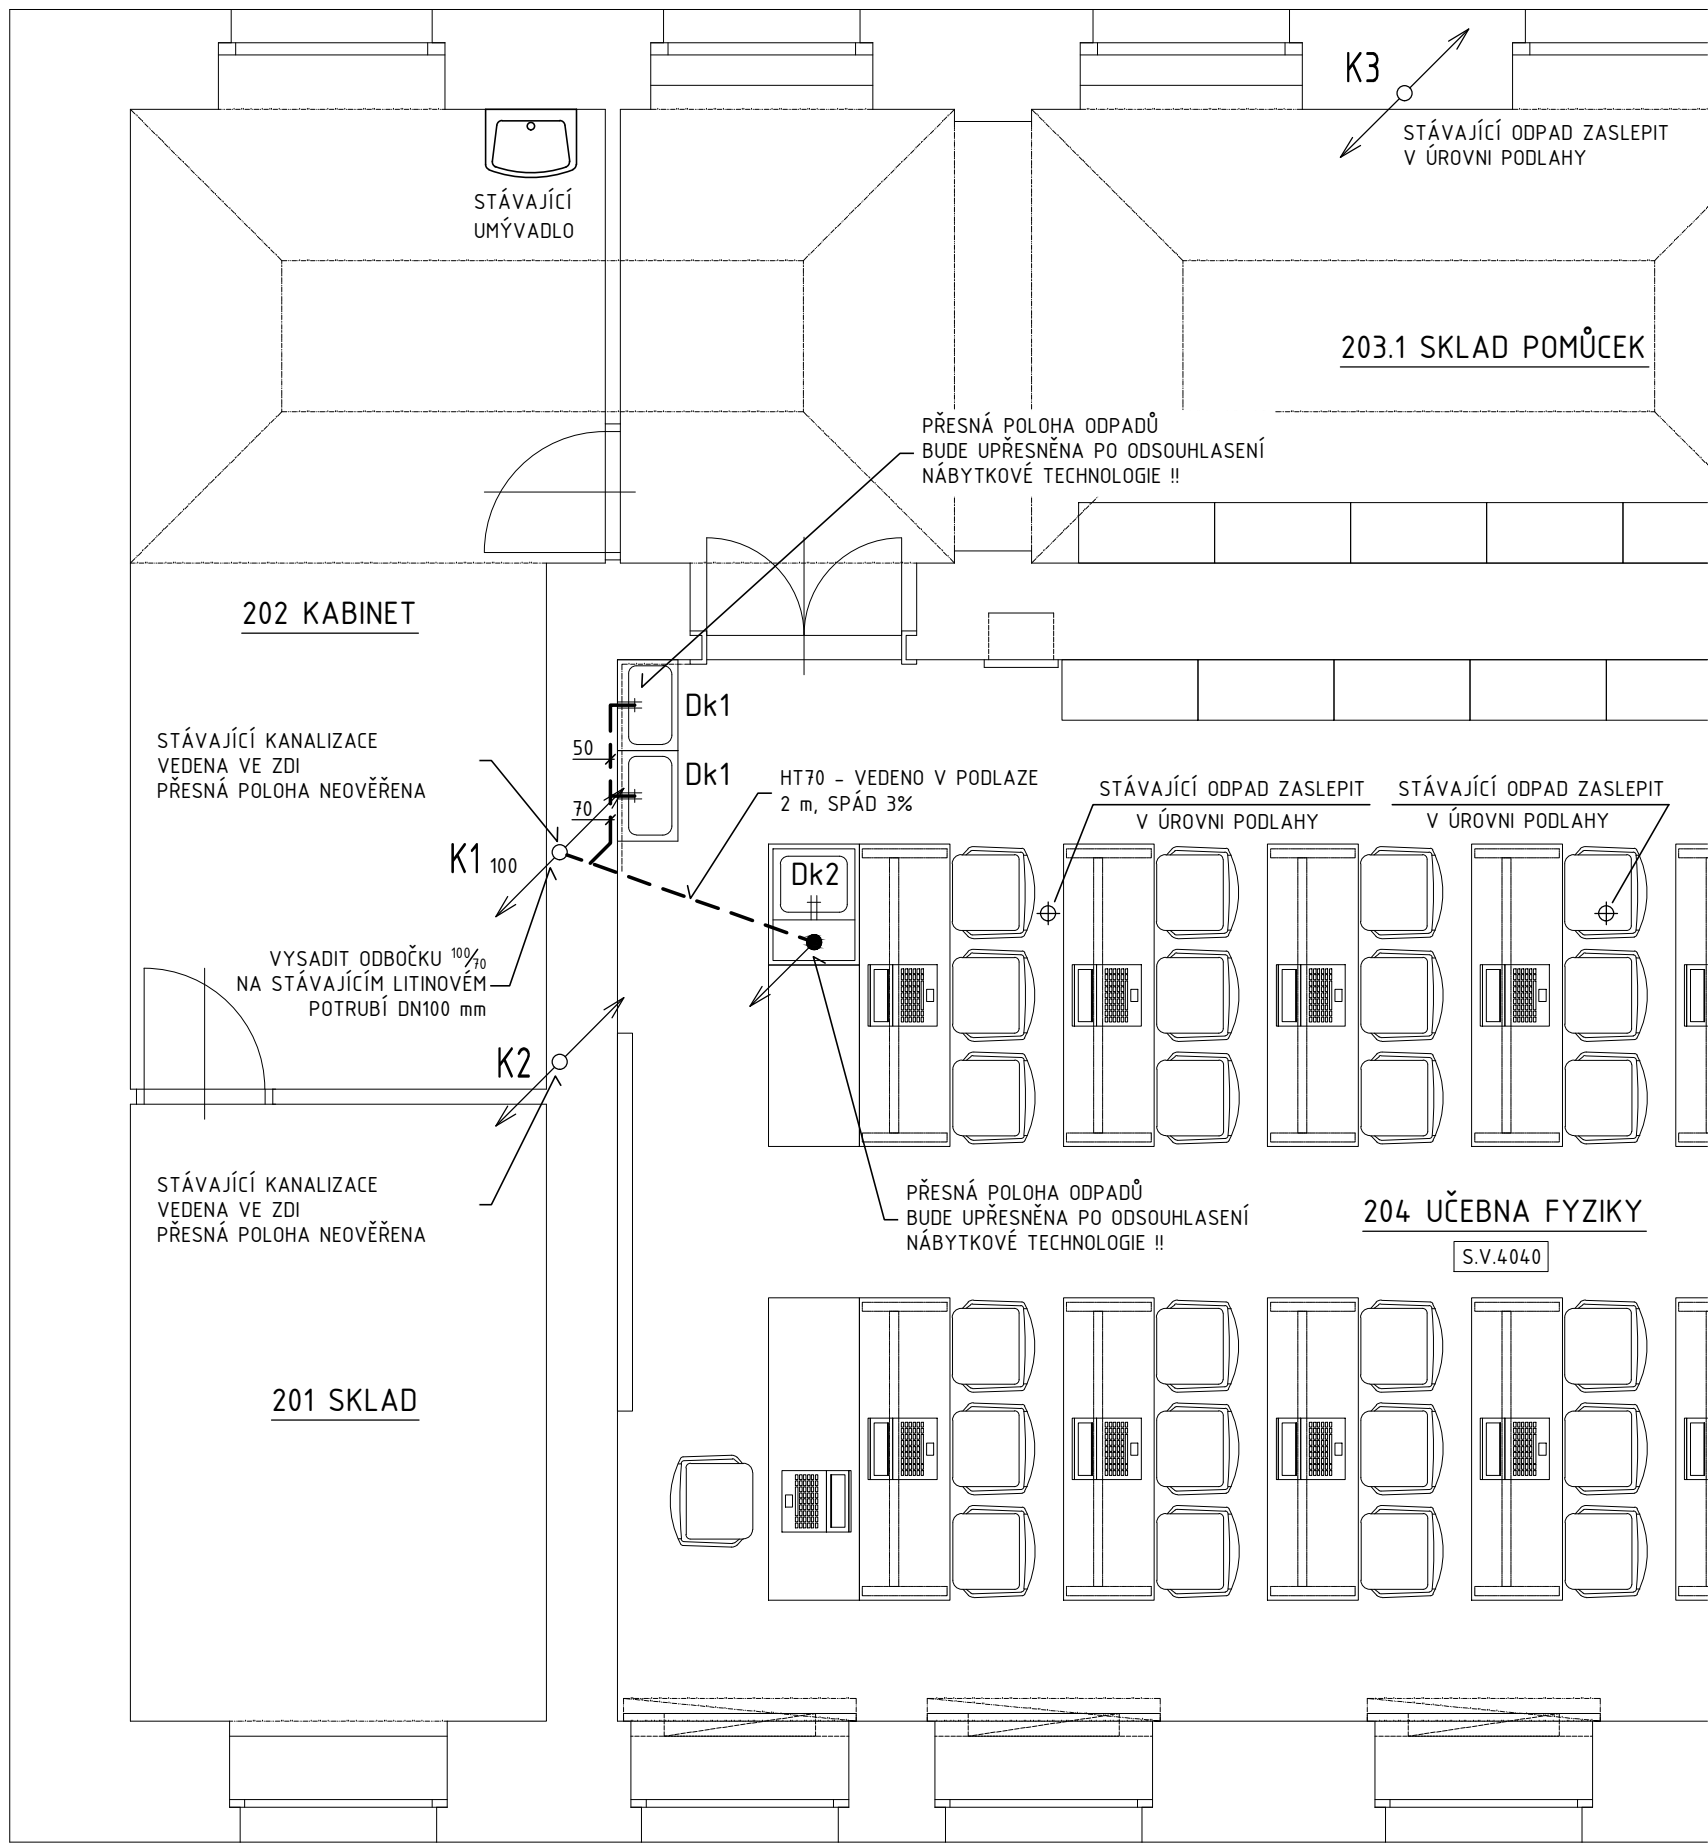 K3
STÁVAJÍCÍ ODPAD ZASLEPIT
V ÚROVNI PODLAHY
STÁVAJÍCÍ
UMÝVADLO
203.1 SKLAD POMŮCEK
PŘESNÁ POLOHA ODPADŮ
BUDE UPŘESNĚNA PO ODSOUHLASENÍ
NÁBYTKOVÉ TECHNOLOGIE !!
202 KABINET
Dk1
STÁVAJÍCÍ KANALIZACE
VEDENA VE ZDI
PŘESNÁ POLOHA NEOVĚŘENA
50
Dk1
70
HT70 - VEDENO V PODLAZE
2 m, SPÁD 3%
STÁVAJÍCÍ ODPAD ZASLEPIT
V ÚROVNI PODLAHY
STÁVAJÍCÍ ODPAD ZASLEPIT
V ÚROVNI PODLAHY
K1 100
Dk2
VYSADIT ODBOČKU 100/70
NA STÁVAJÍCÍM LITINOVÉM
POTRUBÍ DN100 mm
K2
STÁVAJÍCÍ KANALIZACE
VEDENA VE ZDI
PŘESNÁ POLOHA NEOVĚŘENA
PŘESNÁ POLOHA ODPADŮ
BUDE UPŘESNĚNA PO ODSOUHLASENÍ
NÁBYTKOVÉ TECHNOLOGIE !!
204 UČEBNA FYZIKY
S.V.4040
201 SKLAD